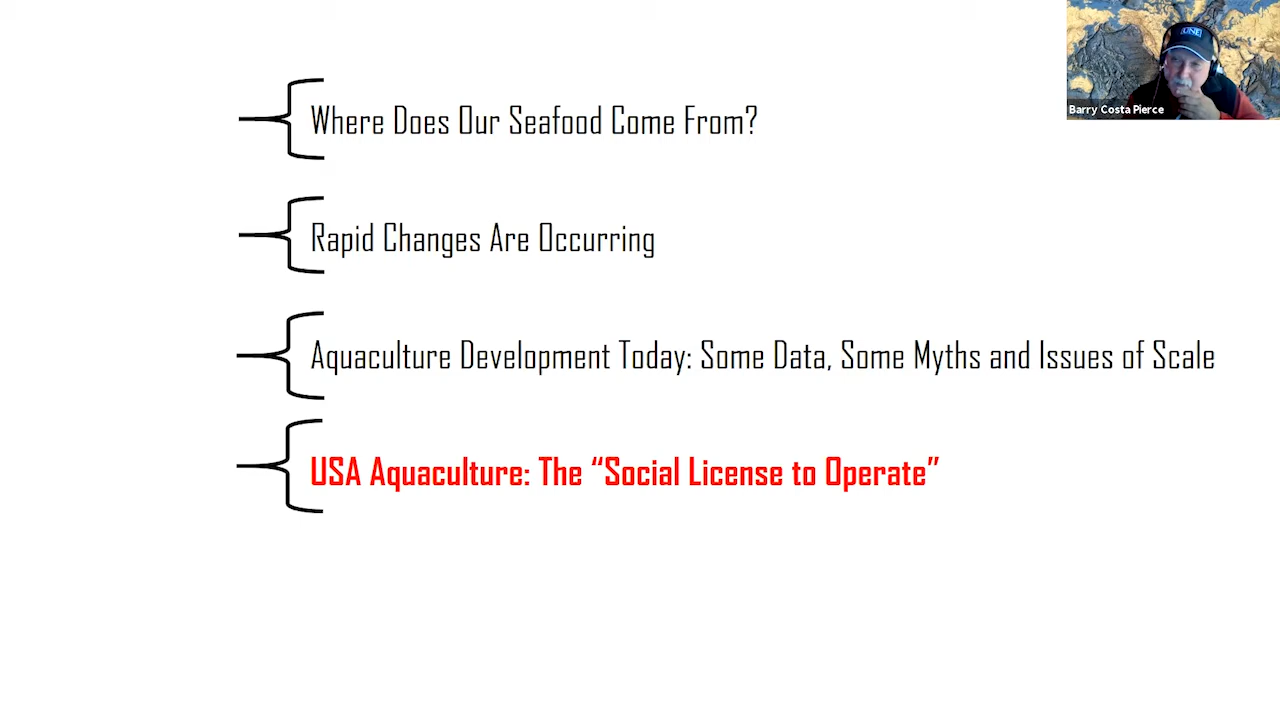 UNE
Barry Costa Pierce
Where Does Our Seafood Come From?
Rapid Changes Are Occurring
Aquaculture Development Today: Some Data, Some Myths and Issues of Scale
USA Aquaculture: The “Social License to Operate”